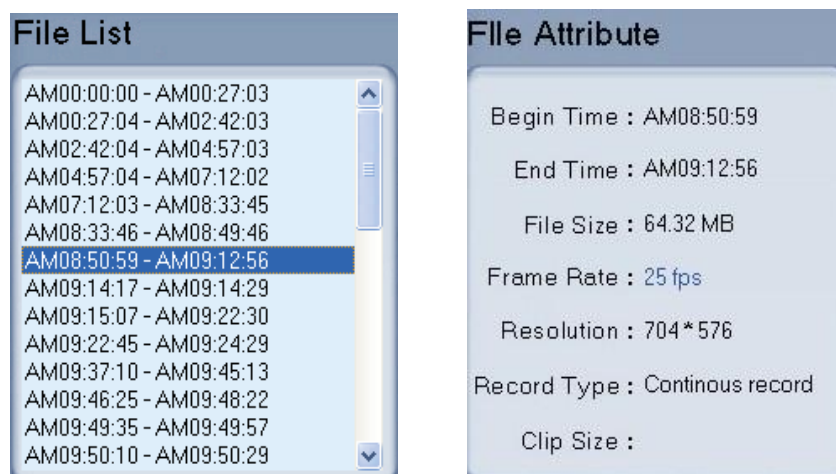 File List
AM00:00:00 - AM00:27:03
AM00:27:04 - AM02:42:03
AM02:42:04 - AM04:57:03
AM04:57:04 - AM07:12:02
AM07:12:03 - AM08:33:45
AM08:33:46 - AM08:49:46
AM08:50:59 - AM09:12:56
AM09:14:17 - AM09:14:29
AM09:15:07 - AM09:22:30
AM09:22:45 - AM09:24:29
AM09:37:10 - AM09:45:13
AM09:46:25 - AM09:48:22
AM09:49:35 - AM09:49:57
AM09:50:10 - AM09:50:29
FIle Attribute
Begin Time : AM08:50:59
End Time : AM09:12:56
File Size : 64.32 MB
Frame Rate : 25 fps
Resolution : 704*576
Record Type : Continous record
Clip Size :